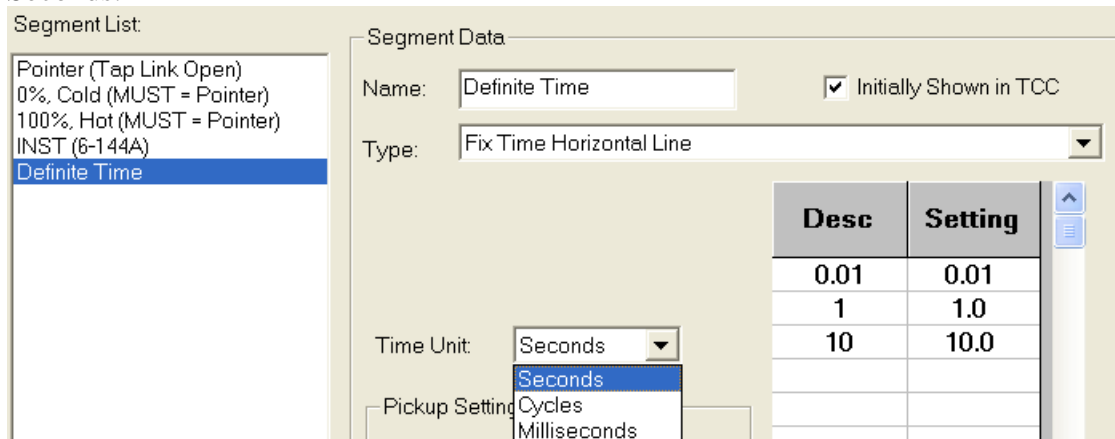 Segment List:
Pointer (Tap Link Open)
0%, Cold (MUST = Pointer)
100%, Hot (MUST = Pointer)
INST (6-144A)
Definite Time
Segment Data
Name: Definite Time Initially Shown in TCC
Type: Fix Time Horizontal Line
Desc Setting
0.01 0.01
1 1.0
10 10.0
Time Unit: Seconds
Seconds
Cycles
Milliseconds
Pickup